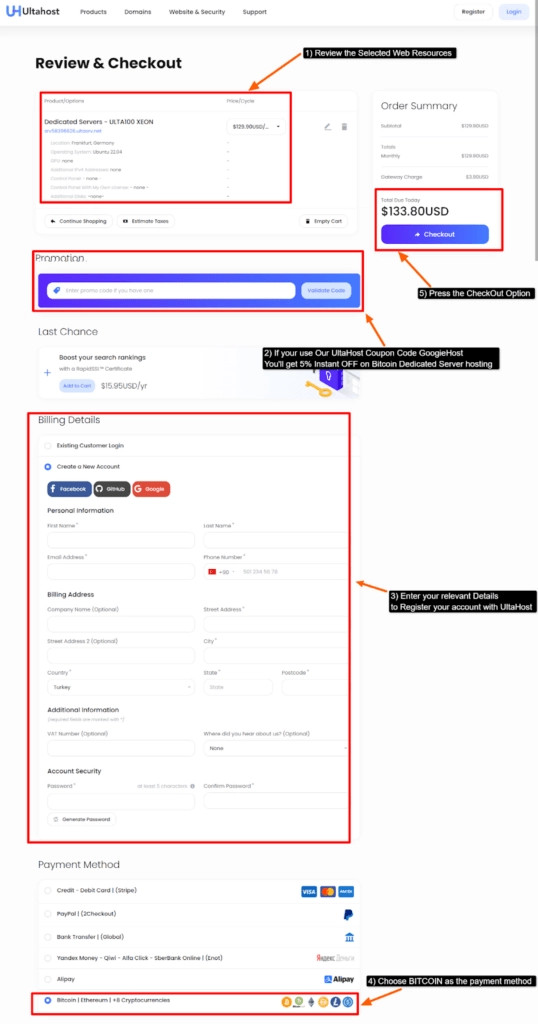 UH Ultahost Products Domains Website & Security Support Register Login
Review & Checkout
1) Review the Selected Web Resources
Product/Options Price/Cycle
Dedicated Servers - ULTA100 XEON $129.99USD/...
Location: Frankfurt, Germany -
Operating System: Ubuntu 22.04 -
GPU: none -
Additional IPv4 Addresses: none -
Control Panel: - none - -
Control Panel With My Own License: - none - -
Additional Disks: -none- -
Continue Shopping Estimate Taxes Empty Cart
Order Summary
Subtotal
Totals
Monthly
Gateway Charge
Total Due Today
$133.80USD
Checkout
5) Press the CheckOut Option
Promotion
Enter promo code if you have one Validate Code
2) If your use Our UltaHost Coupon Code GoogieHost
You'll get 5% Instant OFF on Bitcoin Dedicated Server hosting
Last Chance
Boost your search rankings
with a RapidSSL™ Certificate
Add to Cart $15.95USD/yr
Billing Details
Existing Customer Login
Create a New Account
Facebook GitHub Google
Personal Information
First Name * Last Name *
Email Address * Phone Number *
+90 501 234 56 78
3) Enter your relevant Details
to Register your account with UltaHost
Billing Address
Company Name (Optional) Street Address *
Street Address 2 (Optional) City *
Country * State * Postcode *
Turkey State
Additional Information
(required fields are marked with *)
VAT Number (Optional) Where did you hear about us? (Optional)
None
Account Security
Password * At least 5 characters Confirm Password *
Generate Password
Payment Method
Credit - Debit Card | (Stripe) VISA
PayPal | (2Checkout)
Bank Transfer | (Global)
Yandex Money - Qiwi - Alfa Click - SberBank Online | (Enot) Яндекс Деньги
Alipay Alipay
4) Choose BITCOIN as the payment method
Bitcoin | Ethereum | +6 Cryptocurrencies